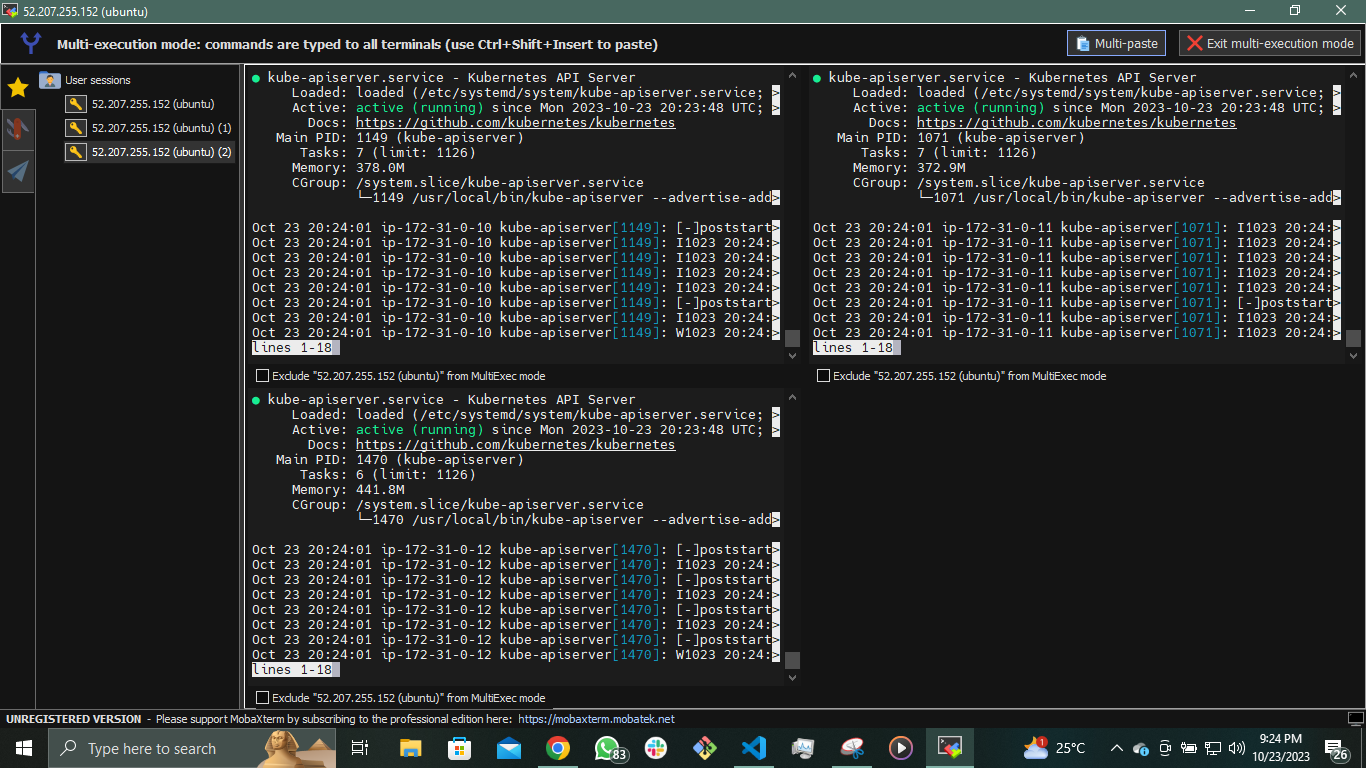 52.207.255.152 (ubuntu)
Multi-execution mode: commands are typed to all terminals (use Ctrl+Shift+Insert to paste)
Multi-paste
Exit multi-execution mode
User sessions
52.207.255.152 (ubuntu)
52.207.255.152 (ubuntu) (1)
52.207.255.152 (ubuntu) (2)
● kube-apiserver.service - Kubernetes API Server
Loaded: loaded (/etc/systemd/system/kube-apiserver.service; >
Active: active (running) since Mon 2023-10-23 20:23:48 UTC; >
Docs: https://github.com/kubernetes/kubernetes
Main PID: 1149 (kube-apiserver)
Tasks: 7 (limit: 1126)
Memory: 378.0M
CGroup: /system.slice/kube-apiserver.service
└─1149 /usr/local/bin/kube-apiserver --advertise-add>
Oct 23 20:24:01 ip-172-31-0-10 kube-apiserver[1149]: [-]poststart>
Oct 23 20:24:01 ip-172-31-0-10 kube-apiserver[1149]: I1023 20:24:>
Oct 23 20:24:01 ip-172-31-0-10 kube-apiserver[1149]: I1023 20:24:>
Oct 23 20:24:01 ip-172-31-0-10 kube-apiserver[1149]: I1023 20:24:>
Oct 23 20:24:01 ip-172-31-0-10 kube-apiserver[1149]: I1023 20:24:>
Oct 23 20:24:01 ip-172-31-0-10 kube-apiserver[1149]: [-]poststart>
Oct 23 20:24:01 ip-172-31-0-10 kube-apiserver[1149]: I1023 20:24:>
Oct 23 20:24:01 ip-172-31-0-10 kube-apiserver[1149]: W1023 20:24:>
lines 1-18
Exclude "52.207.255.152 (ubuntu)" from MultiExec mode
● kube-apiserver.service - Kubernetes API Server
Loaded: loaded (/etc/systemd/system/kube-apiserver.service; >
Active: active (running) since Mon 2023-10-23 20:23:48 UTC; >
Docs: https://github.com/kubernetes/kubernetes
Main PID: 1071 (kube-apiserver)
Tasks: 7 (limit: 1126)
Memory: 372.9M
CGroup: /system.slice/kube-apiserver.service
└─1071 /usr/local/bin/kube-apiserver --advertise-add>
Oct 23 20:24:01 ip-172-31-0-11 kube-apiserver[1071]: I1023 20:24:>
Oct 23 20:24:01 ip-172-31-0-11 kube-apiserver[1071]: I1023 20:24:>
Oct 23 20:24:01 ip-172-31-0-11 kube-apiserver[1071]: I1023 20:24:>
Oct 23 20:24:01 ip-172-31-0-11 kube-apiserver[1071]: I1023 20:24:>
Oct 23 20:24:01 ip-172-31-0-11 kube-apiserver[1071]: I1023 20:24:>
Oct 23 20:24:01 ip-172-31-0-11 kube-apiserver[1071]: [-]poststart>
Oct 23 20:24:01 ip-172-31-0-11 kube-apiserver[1071]: I1023 20:24:>
Oct 23 20:24:01 ip-172-31-0-11 kube-apiserver[1071]: I1023 20:24:>
lines 1-18
Exclude "52.207.255.152 (ubuntu)" from MultiExec mode
● kube-apiserver.service - Kubernetes API Server
Loaded: loaded (/etc/systemd/system/kube-apiserver.service; >
Active: active (running) since Mon 2023-10-23 20:23:48 UTC; >
Docs: https://github.com/kubernetes/kubernetes
Main PID: 1470 (kube-apiserver)
Tasks: 6 (limit: 1126)
Memory: 441.8M
CGroup: /system.slice/kube-apiserver.service
└─1470 /usr/local/bin/kube-apiserver --advertise-add>
Oct 23 20:24:01 ip-172-31-0-12 kube-apiserver[1470]: [-]poststart>
Oct 23 20:24:01 ip-172-31-0-12 kube-apiserver[1470]: I1023 20:24:>
Oct 23 20:24:01 ip-172-31-0-12 kube-apiserver[1470]: [-]poststart>
Oct 23 20:24:01 ip-172-31-0-12 kube-apiserver[1470]: I1023 20:24:>
Oct 23 20:24:01 ip-172-31-0-12 kube-apiserver[1470]: [-]poststart>
Oct 23 20:24:01 ip-172-31-0-12 kube-apiserver[1470]: I1023 20:24:>
Oct 23 20:24:01 ip-172-31-0-12 kube-apiserver[1470]: [-]poststart>
Oct 23 20:24:01 ip-172-31-0-12 kube-apiserver[1470]: W1023 20:24:>
lines 1-18
Exclude "52.207.255.152 (ubuntu)" from MultiExec mode
UNREGISTERED VERSION - Please support MobaXterm by subscribing to the professional edition here: https://mobaxterm.mobatek.net
Type here to search
83
1
25°C
9:24 PM
10/23/2023
26